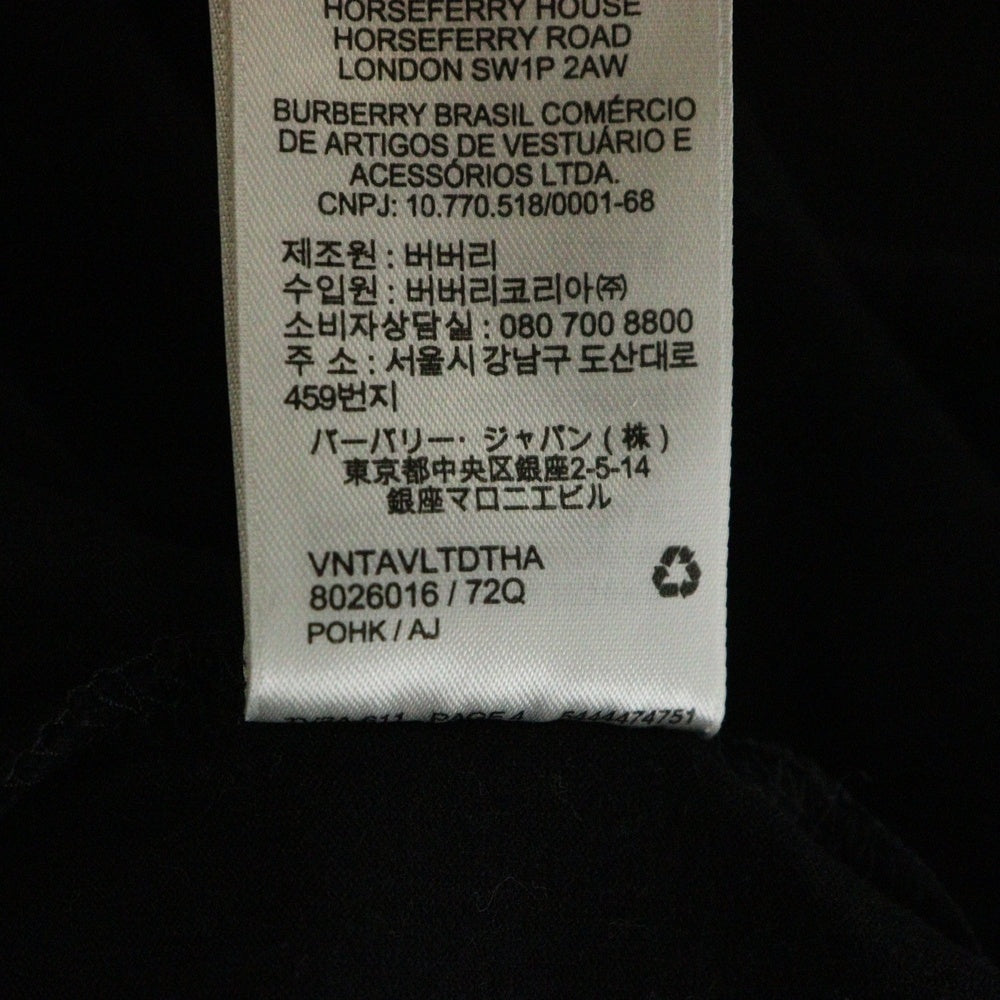 HORSEFERRY HOUSE
HORSEFERRY ROAD
LONDON SW1P 2AW
BURBERRY BRASIL COMÉRCIO
DE ARTIGOS DE VESTUÁRIO E
ACESSÓRIOS LTDA.
CNPJ: 10.770.518/0001-68
제조원 : 버버리
수입원 : 버버리코리아㈜
소비자상담실 : 080 700 8800
주 소 : 서울시 강남구 도산대로
459번지
バーバリー・ジャパン ( 株 )
東京都中央区銀座2-5-14
銀座マロニエビル
VNTAVLTDTHA
8026016 / 72Q
POHK / AJ